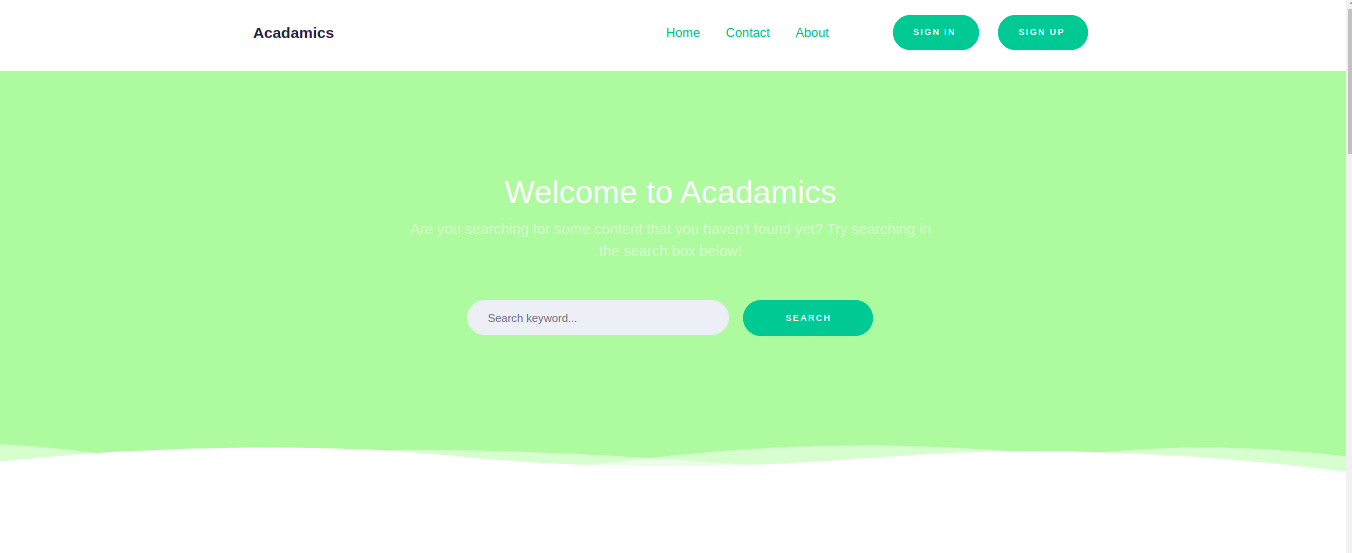 Acadamics
Home Contact About SIGN IN SIGN UP
Welcome to Acadamics
Are you searching for some content that you haven't found yet? Try searching in
the search box below!
Search keyword... SEARCH